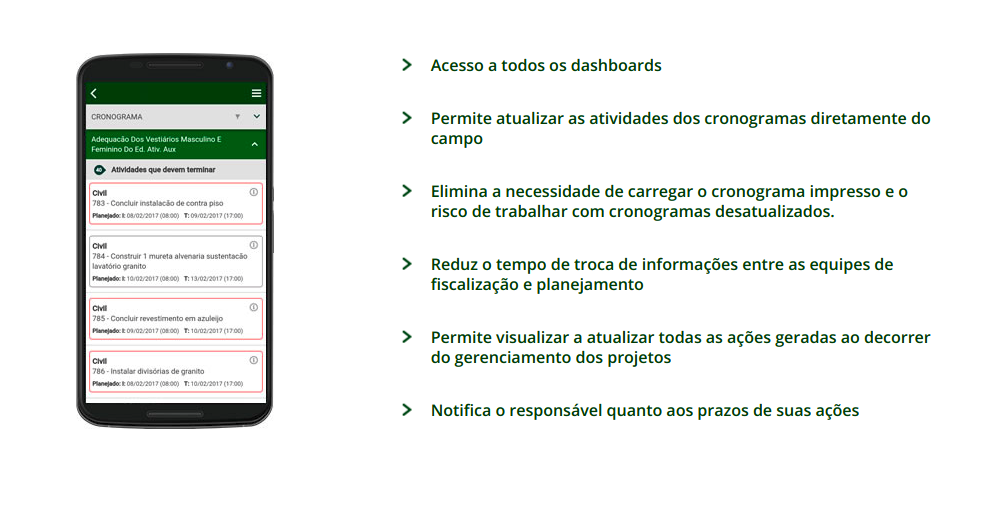 CRONOGRAMA
Adequacão Dos Vestiários Masculino E
Feminino Do Ed. Ativ. Aux
40 Atividades que devem terminar
Civil
783 - Concluir instalacão de contra piso
Planejado: I: 08/02/2017 (08:00) T: 09/02/2017 (17:00)
Civil
784 - Construir 1 mureta alvenaria sustentacão
lavatório granito
Planejado: I: 10/02/2017 (08:00) T: 13/02/2017 (17:00)
Civil
785 - Concluir revestimento em azuleijo
Planejado: I: 09/02/2017 (08:00) T: 10/02/2017 (17:00)
Civil
786 - Instalar divisórias de granito
Planejado: I: 09/02/2017 (08:00) T: 10/02/2017 (17:00)
Acesso a todos os dashboards
Permite atualizar as atividades dos cronogramas diretamente do
campo
Elimina a necessidade de carregar o cronograma impresso e o
risco de trabalhar com cronogramas desatualizados.
Reduz o tempo de troca de informações entre as equipes de
fiscalização e planejamento
Permite visualizar a atualizar todas as ações geradas ao decorrer
do gerenciamento dos projetos
Notifica o responsável quanto aos prazos de suas ações